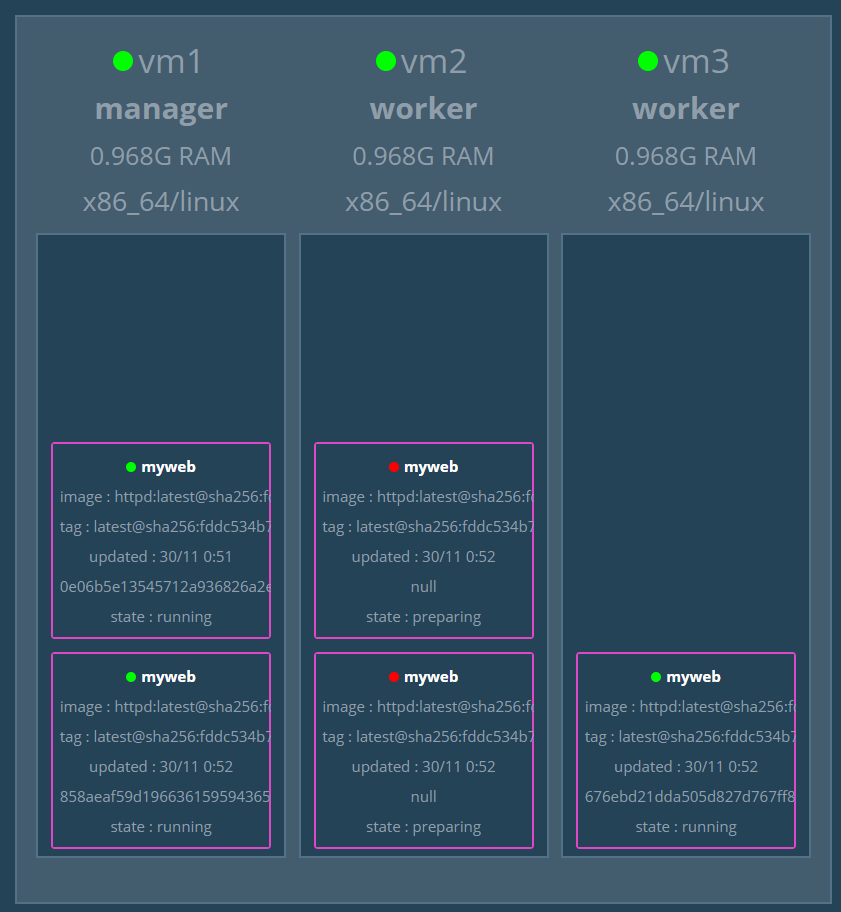 vm1
manager
0.968G RAM
x86_64/linux
myweb
image : httpd:latest@sha256:f
tag : latest@sha256:fddc534b7
updated : 30/11 0:51
0e06b5e13545712a936826a2e
state : running
myweb
image : httpd:latest@sha256:f
tag : latest@sha256:fddc534b7
updated : 30/11 0:52
858aeaf59d196636159594365
state : running
vm2
worker
0.968G RAM
x86_64/linux
myweb
image : httpd:latest@sha256:f
tag : latest@sha256:fddc534b7
updated : 30/11 0:52
null
state : preparing
myweb
image : httpd:latest@sha256:f
tag : latest@sha256:fddc534b7
updated : 30/11 0:52
null
state : preparing
vm3
worker
0.968G RAM
x86_64/linux
myweb
image : httpd:latest@sha256:f
tag : latest@sha256:fddc534b7
updated : 30/11 0:52
676ebd21dda505d827d767ff8
state : running